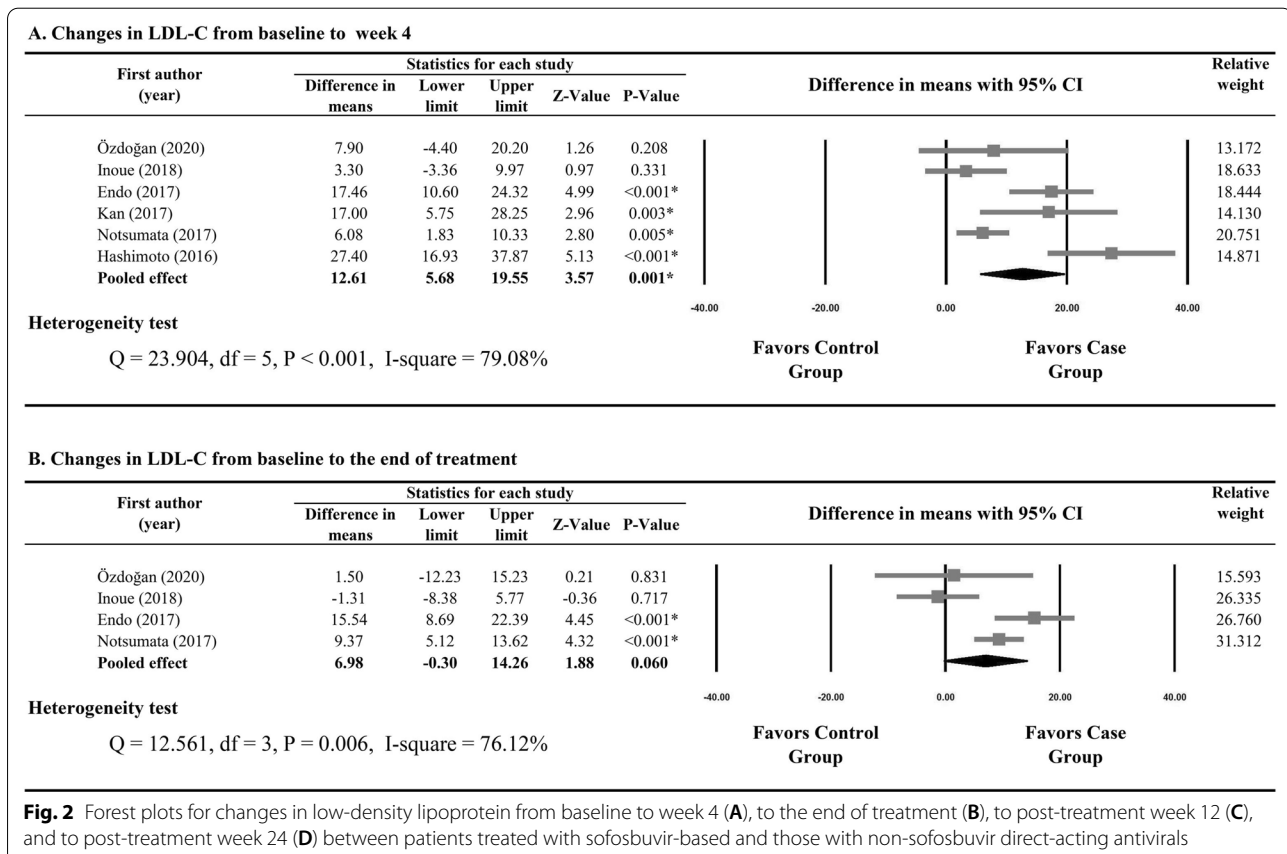 A. Changes in LDL-C from baseline to week 4
First author (year) Statistics for each study Difference in means with 95% CI Relative weight
Difference in means Lower limit Upper limit Z-Value P-Value
Özdoğan (2020) 7.90 -4.40 20.20 1.26 0.208 13.172
Inoue (2018) 3.30 -3.36 9.97 0.97 0.331 18.633
Endo (2017) 17.46 10.60 24.32 4.99 <0.001* 18.444
Kan (2017) 17.00 5.75 28.25 2.96 0.003* 14.130
Notsumata (2017) 6.08 1.83 10.33 2.80 0.005* 20.751
Hashimoto (2016) 27.40 16.93 37.87 5.13 <0.001* 14.871
Pooled effect 12.61 5.68 19.55 3.57 0.001*
-40.00 -20.00 0.00 20.00 40.00
Heterogeneity test
Q = 23.904, df = 5, P < 0.001, I-square = 79.08%
Favors Control Group Favors Case Group
B. Changes in LDL-C from baseline to the end of treatment
First author (year) Statistics for each study Difference in means with 95% CI Relative weight
Difference in means Lower limit Upper limit Z-Value P-Value
Özdoğan (2020) 1.50 -12.23 15.23 0.21 0.831 15.593
Inoue (2018) -1.31 -8.38 5.77 -0.36 0.717 26.335
Endo (2017) 15.54 8.69 22.39 4.45 <0.001* 26.760
Notsumata (2017) 9.37 5.12 13.62 4.32 <0.001* 31.312
Pooled effect 6.98 -0.30 14.26 1.88 0.060
-40.00 0.00 20.00 40.00
Heterogeneity test
Q = 12.561, df = 3, P = 0.006, I-square = 76.12%
Favors Control Group Favors Case Group
Fig. 2 Forest plots for changes in low-density lipoprotein from baseline to week 4 (A), to the end of treatment (B), to post-treatment week 12 (C),
and to post-treatment week 24 (D) between patients treated with sofosbuvir-based and those with non-sofosbuvir direct-acting antivirals